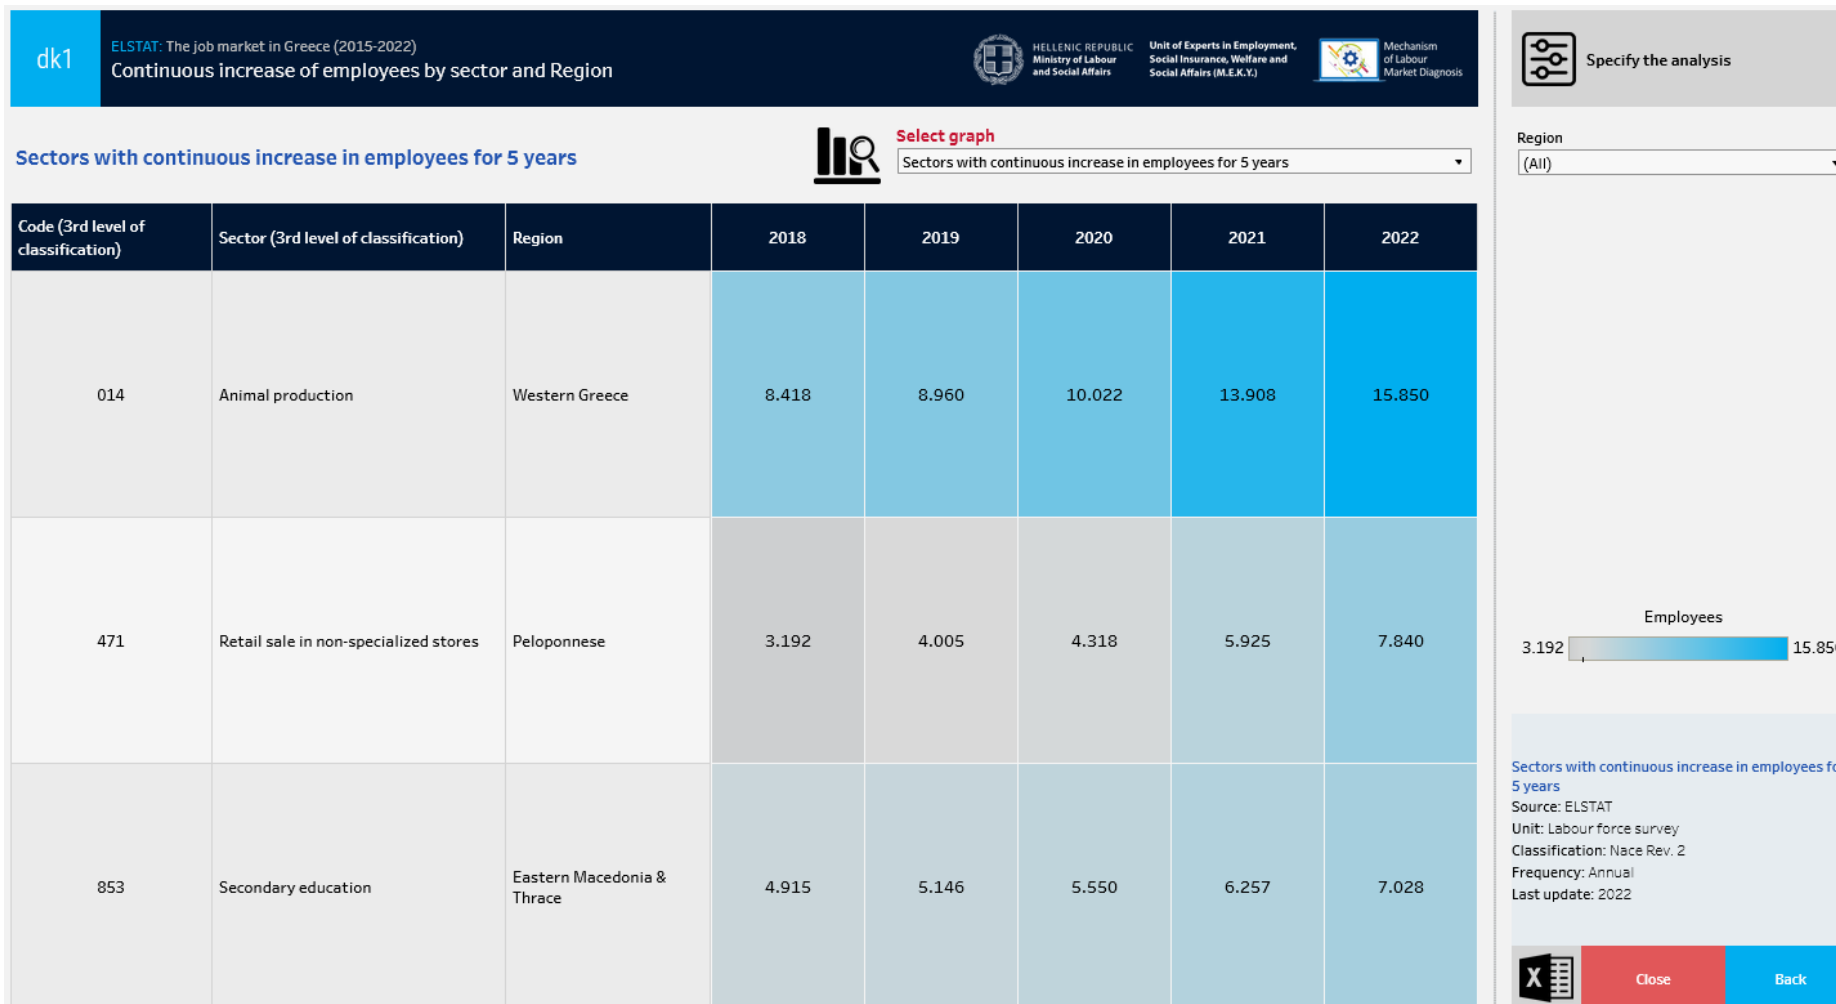 dk1
ELSTAT: The job market in Greece (2015-2022)
Continuous increase of employees by sector and Region
HELLENIC REPUBLIC
Ministry of Labour
and Social Affairs
Unit of Experts in Employment,
Social Insurance, Welfare and
Social Affairs (M.E.K.Y.)
Mechanism
of Labour
Market Diagnosis
Specify the analysis
Sectors with continuous increase in employees for 5 years
Select graph
Sectors with continuous increase in employees for 5 years
Region
(All)
Code (3rd level of
classification)
Sector (3rd level of classification)
Region
2018
2019
2020
2021
2022
014
Animal production
Western Greece
8.418
8.960
10.022
13.908
15.850
471
Retail sale in non-specialized stores
Peloponnese
3.192
4.005
4.318
5.925
7.840
853
Secondary education
Eastern Macedonia &
Thrace
4.915
5.146
5.550
6.257
7.028
Employees
3.192
Sectors with continuous increase in employees
5 years
Source: ELSTAT
Unit: Labour force survey
Classification: Nace Rev. 2
Frequency: Annual
Last update: 2022
X
Close
Back